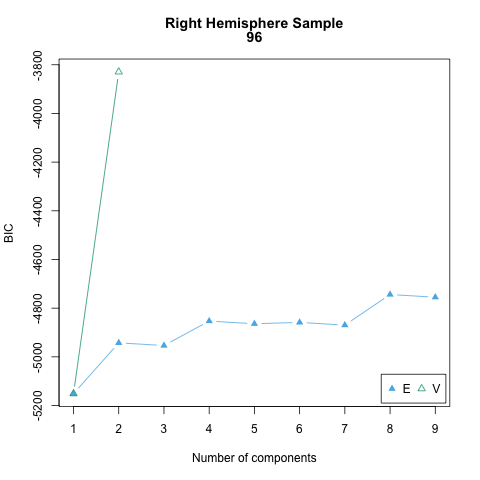 Right Hemisphere Sample
96
BIC
-3800
-4000
-4200
-4400
-4600
-4800
-5000
-5200
1 2 3 4 5 6 7 8 9
Number of components
E V